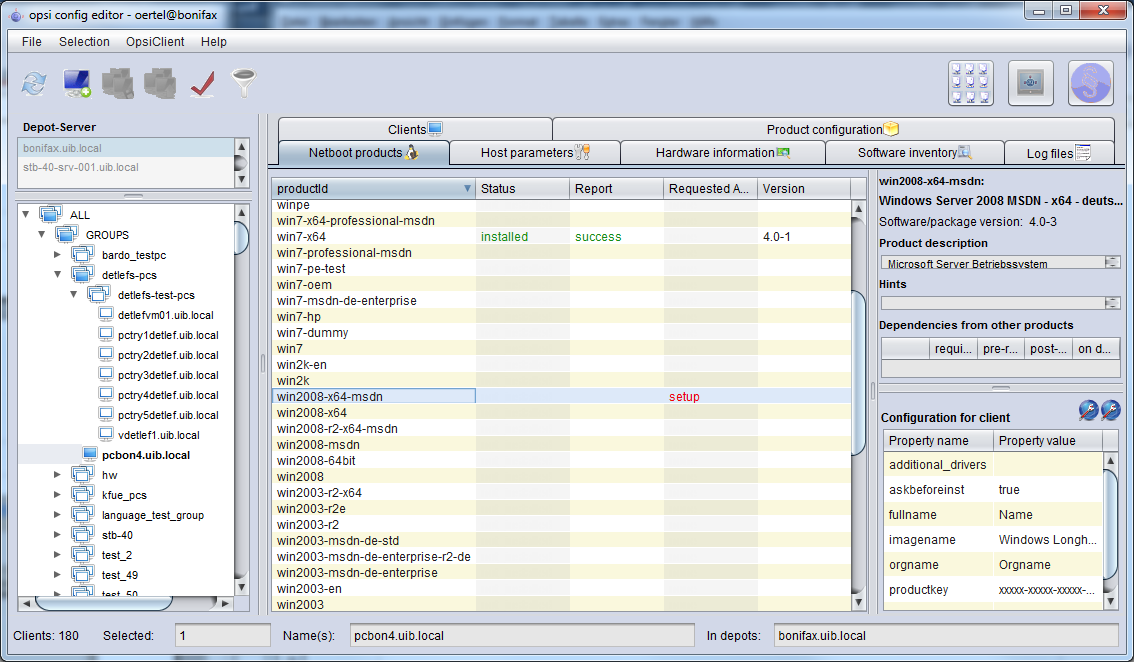 opsi config editor - oertel@bonifax
File Selection OpsiClient Help
Depot-Server
bonifax.uib.local
stb-40-srv-001.uib.local
ALL
GROUPS
bardo_testpc
detlefs-pcs
detlefs-test-pcs
detlefvm01.uib.local
pctry1detlef.uib.local
pctry2detlef.uib.local
pctry3detlef.uib.local
pctry4detlef.uib.local
pctry5detlef.uib.local
vdetlef1.uib.local
pcbon4.uib.local
hw
kfue_pcs
language_test_group
stb-40
test_2
test_49
test_50
Clients Product configuration
Netboot products Host parameters Hardware information Software inventory Log files
productId Status Report Requested A... Version
winpe
win7-x64-professional-msdn
win7-x64 installed success 4.0-1
win7-professional-msdn
win7-pe-test
win7-oem
win7-msdn-de-enterprise
win7-hp
win7-dummy
win7
win2k-en
win2k
win2008-x64-msdn setup
win2008-x64
win2008-r2-x64-msdn
win2008-msdn
win2008-64bit
win2008
win2003-r2-x64
win2003-r2e
win2003-r2
win2003-msdn-de-std
win2003-msdn-de-enterprise-r2-de
win2003-msdn-de-enterprise
win2003-en
win2003
win2008-x64-msdn:
Windows Server 2008 MSDN - x64 - deuts...
Software/package version: 4.0-3
Product description
Microsoft Server Betriebssystem
Hints
Dependencies from other products
requi... pre-r... post-... on d...
Configuration for client
Property name Property value
additional_drivers
askbeforeinst true
fullname Name
imagename Windows Longh...
orgname Orgname
productkey xxxxx-xxxxx-xxxxx-...
Clients: 180 Selected: 1 Name(s): pcbon4.uib.local In depots: bonifax.uib.local